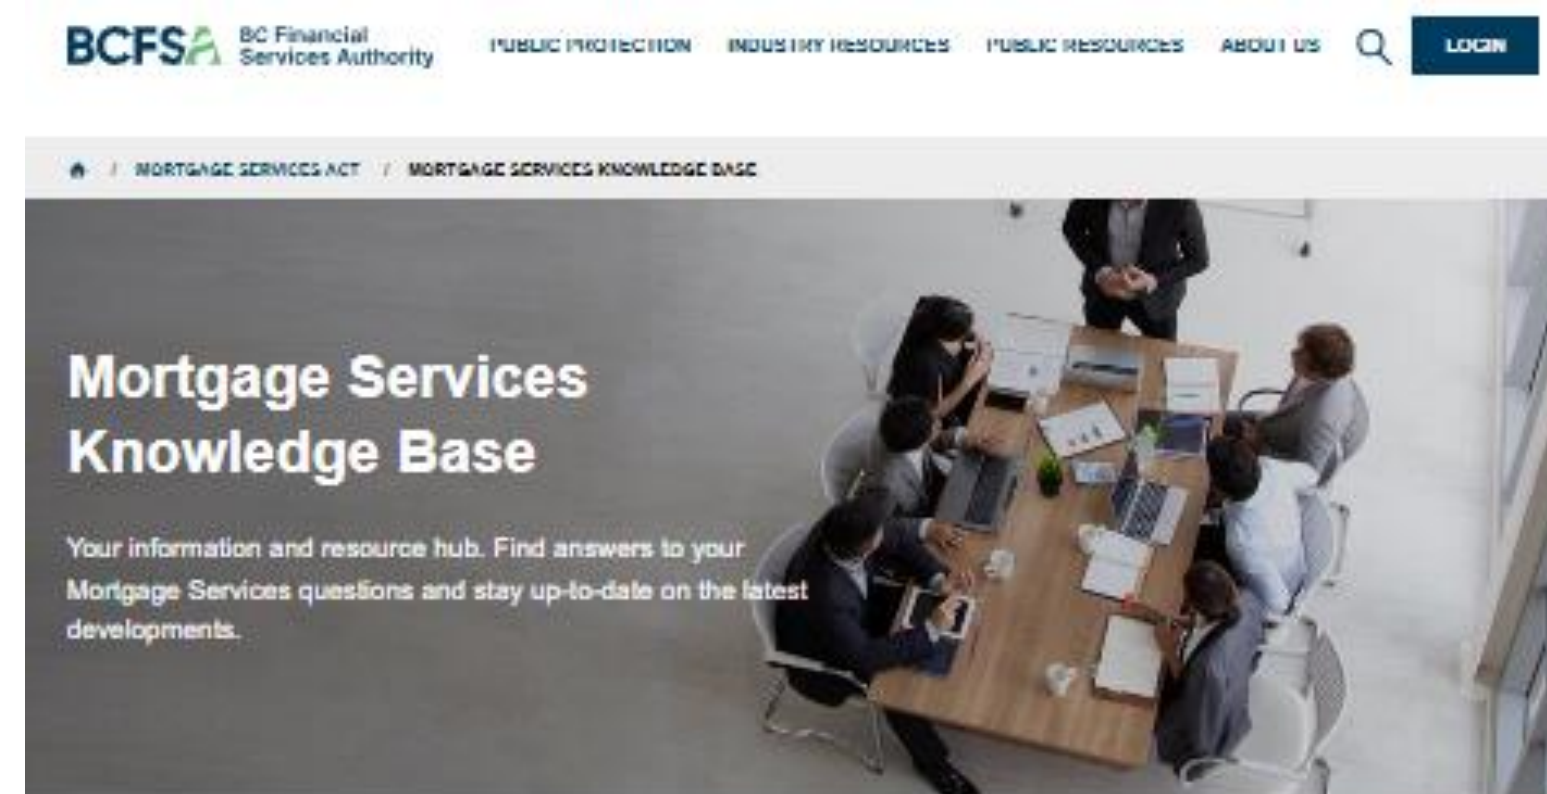 BCFSA
BC Financial
Services Authority
PUBLIC PROTECTION
INDUSTRY RESOURCES
PUBLIC RESOURCES
ABOUT US
LOGIN
/ MORTGAGE SERVICES ACT / MORTGAGE SERVICES KNOWLEDGE BASE
Mortgage Services
Knowledge Base
Your information and resource hub. Find answers to your
Mortgage Services questions and stay up-to-date on the latest
developments.